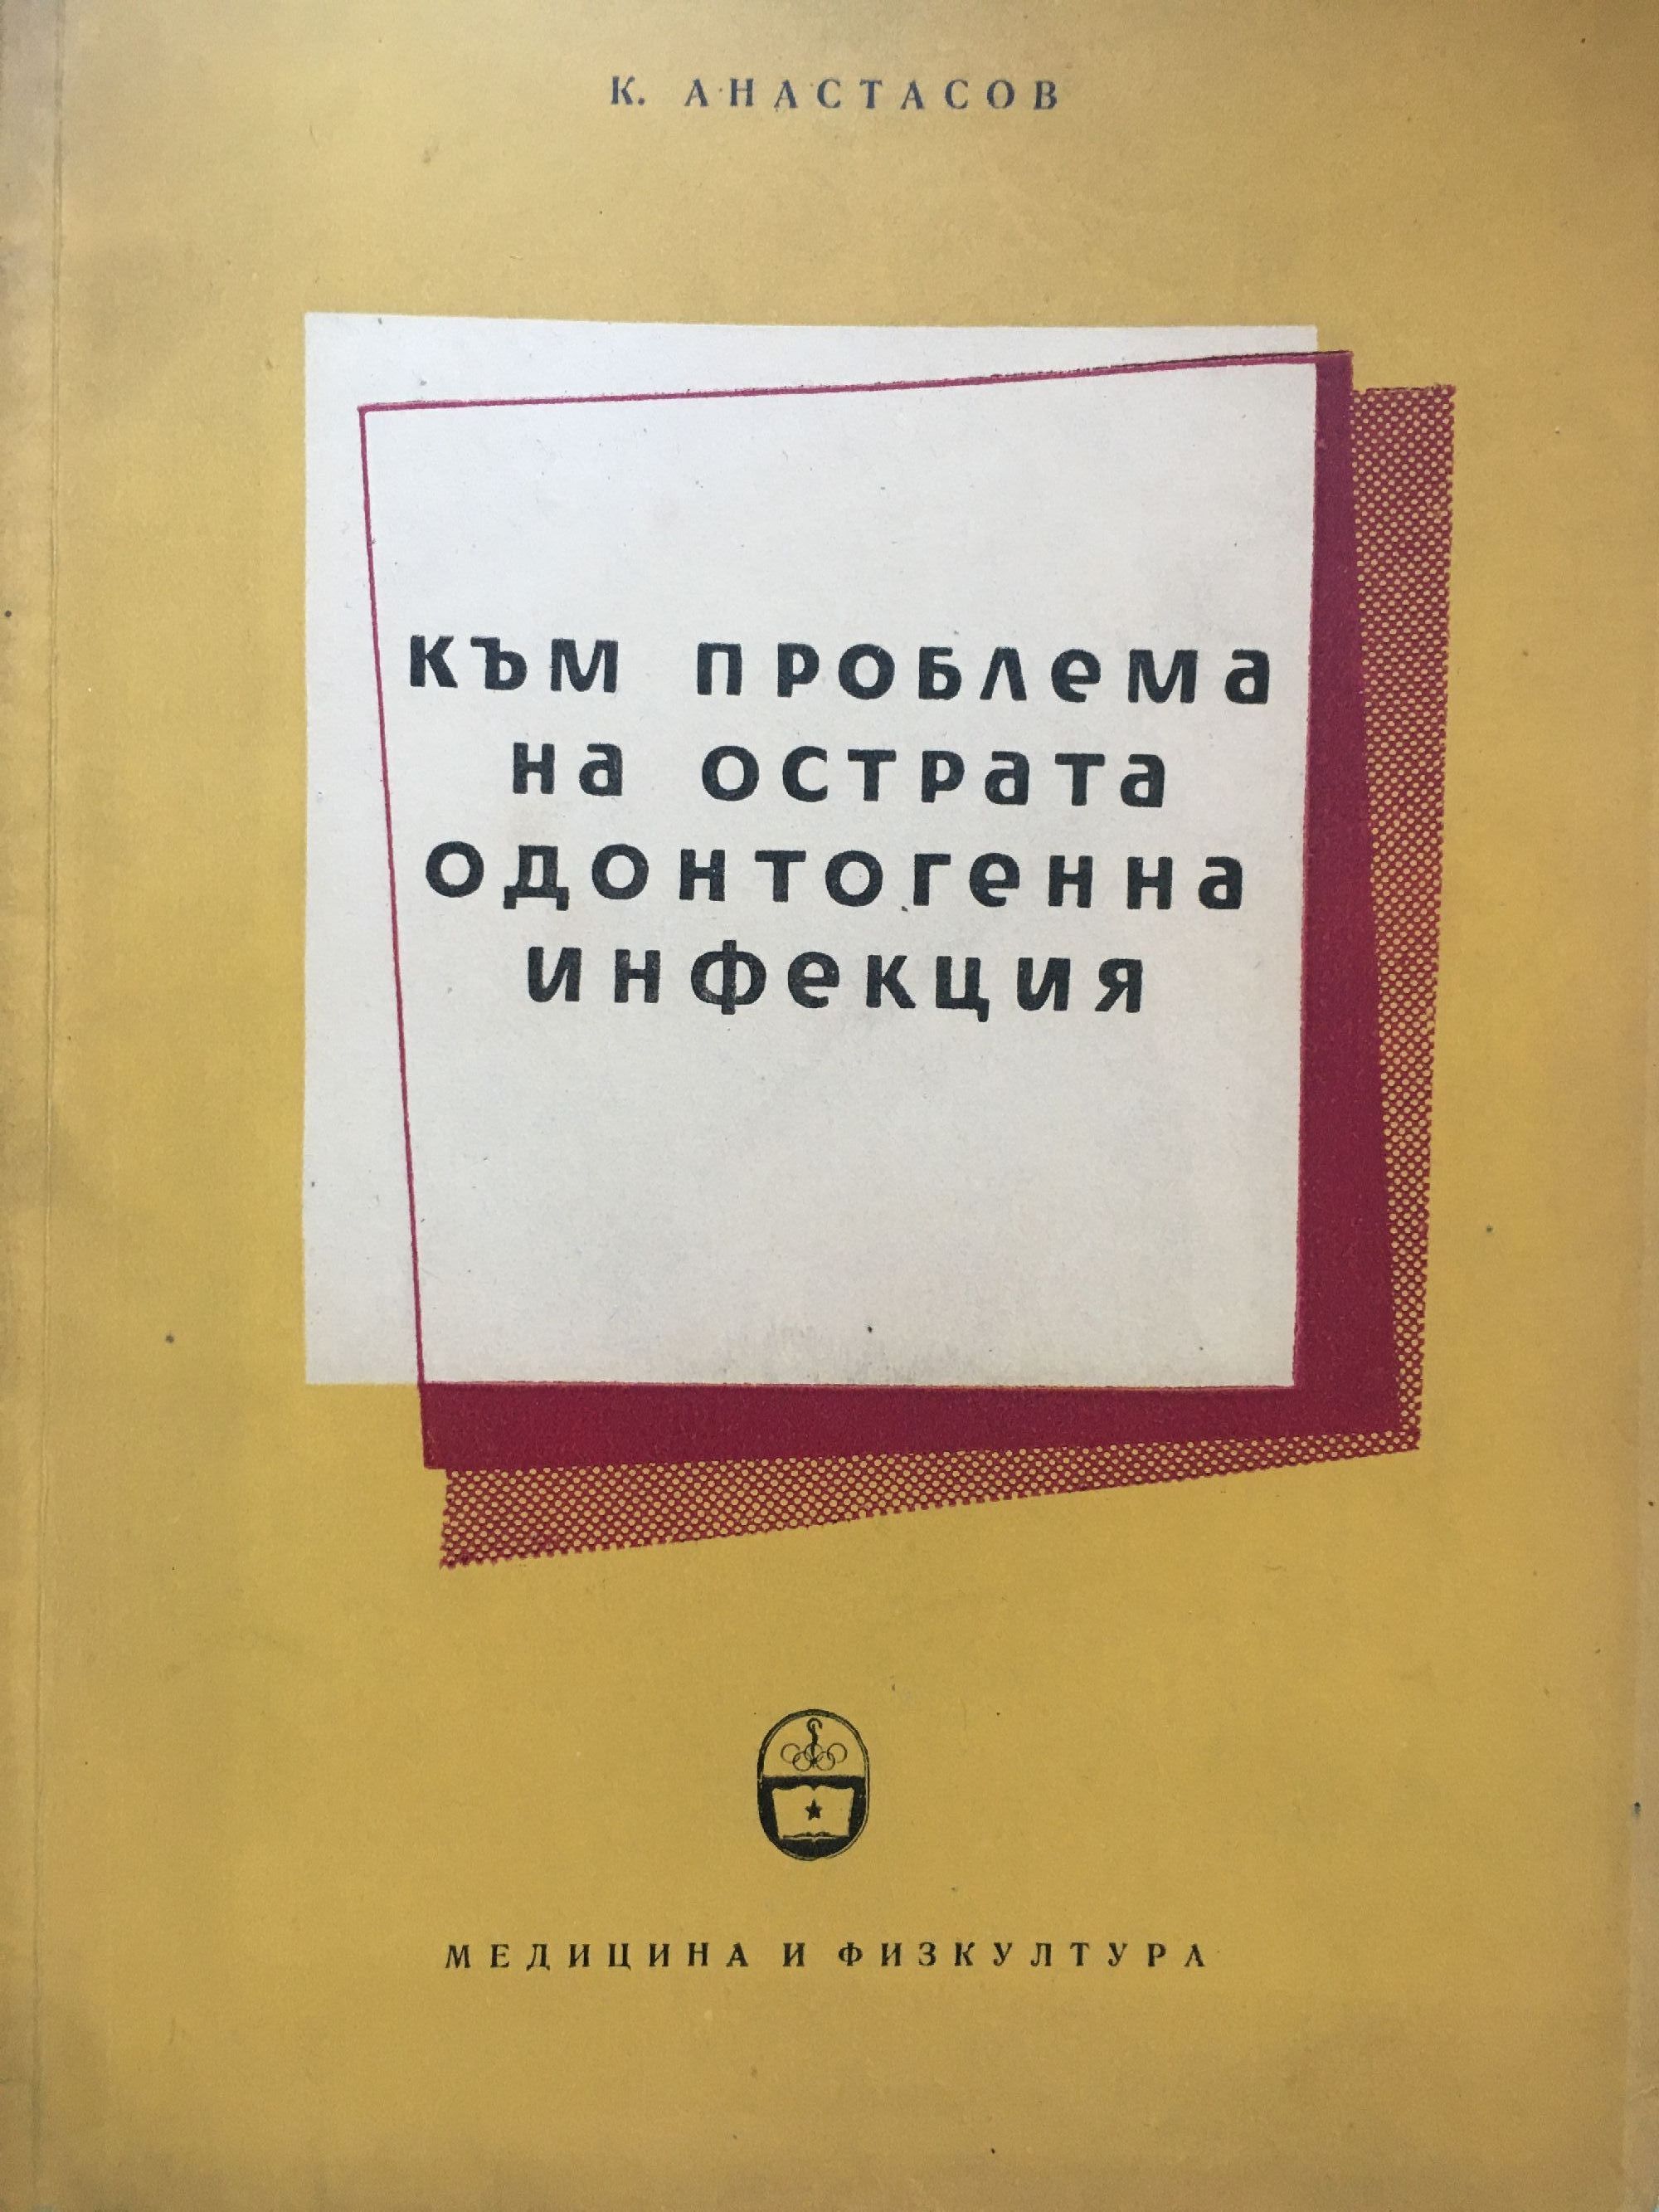 К. АНАСТАСОВ
към проблема
на острата
одонтогенна
инфекция
МЕДИЦИНА И ФИЗКУЛТУРА